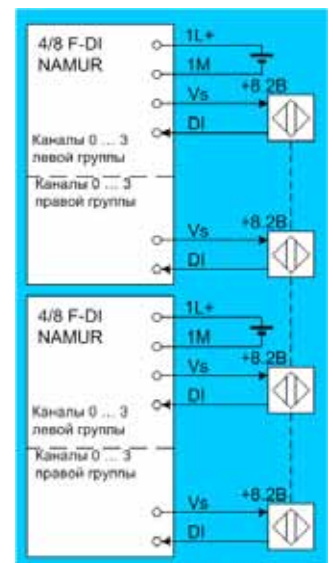 4/8 F-DI
NAMUR
1L+
1M
Vs
+8.2В
DI
Каналы 0 ... 3
левой группы
Каналы 0 ... 3
правой группы
Vs
+8.2В
DI
4/8 F-DI
NAMUR
1L+
1M
Vs
+8.2В
DI
Каналы 0 ... 3
левой группы
Каналы 0 ... 3
правой группы
Vs
+8.2В
DI